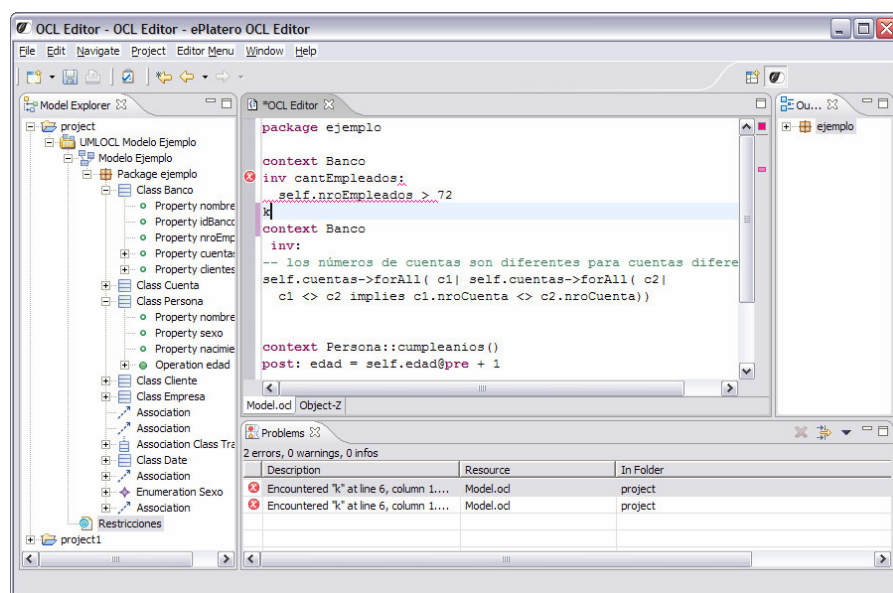 OCL Editor - OCL Editor - ePlatero OCL Editor
File Edit Navigate Project Editor Menu Window Help
Model Explorer
project
UMLOCL Modelo Ejemplo
Modelo Ejemplo
Package ejemplo
Class Banco
Property nombre
Property idBanco
Property nroEmp
Property cuentas
Property clientes
Class Cuenta
Class Persona
Property nombre
Property sexo
Property nacimie
Operation edad
Class Cliente
Class Empresa
Association
Association
Association Class Tra
Class Date
Association
Enumeration Sexo
Association
Restricciones
project1
*OCL Editor
package ejemplo
context Banco
inv cantEmpleados:
self.nroEmpleados > 72
k
context Banco
inv:
-- los números de cuentas son diferentes para cuentas difere
self.cuentas->forAll( c1| self.cuentas->forAll( c2|
c1 <> c2 implies c1.nroCuenta <> c2.nroCuenta))
context Persona::cumpleanios()
post: edad = self.edad@pre + 1
Model.ocl Object-Z
Ou...
ejemplo
Problems
2 errors, 0 warnings, 0 infos
Description Resource In Folder
Encountered "k" at line 6, column 1.... Model.ocl project
Encountered "k" at line 6, column 1.... Model.ocl project